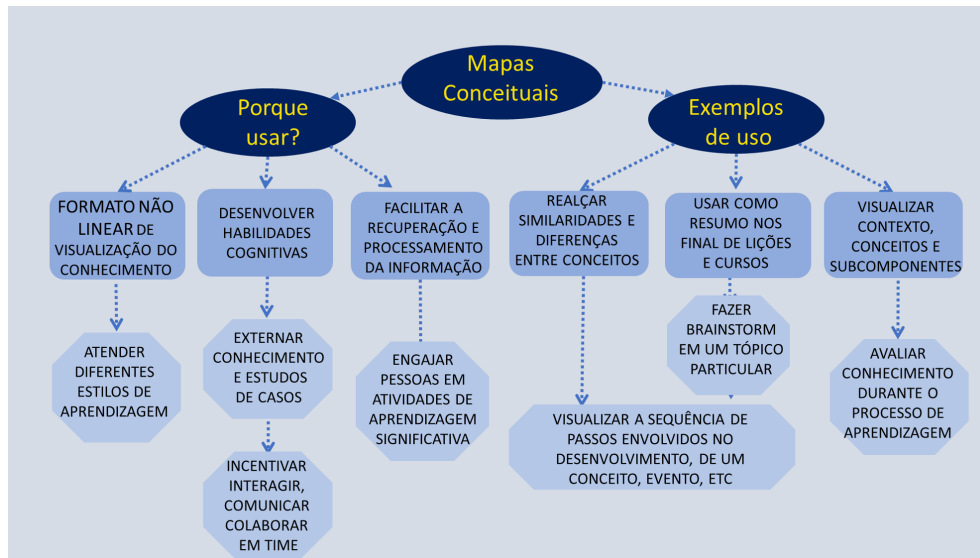 Mapas
Conceituais
Porque
usar?
Exemplos
de uso
FORMATO NÃO
LINEAR DE
VISUALIZAÇÃO DO
CONHECIMENTO
DESENVOLVER
HABILIDADES
COGNITIVAS
FACILITAR A
RECUPERAÇÃO E
PROCESSAMENTO
DA INFORMAÇÃO
REALÇAR
SIMILARIDADES E
DIFERENÇAS
ENTRE CONCEITOS
USAR COMO
RESUMO NOS
FINAL DE LIÇÕES
E CURSOS
VISUALIZAR
CONTEXTO,
CONCEITOS E
SUBCOMPONENTES
ATENDER
DIFERENTES
ESTILOS DE
APRENDIZAGEM
EXTERNAR
CONHECIMENTO
E ESTUDOS
DE CASOS
ENGAJAR
PESSOAS EM
ATIVIDADES DE
APRENDIZAGEM
SIGNIFICATIVA
FAZER
BRAINSTORM
EM UM TÓPICO
PARTICULAR
AVALIAR
CONHECIMENTO
DURANTE O
PROCESSO DE
APRENDIZAGEM
VISUALIZAR A SEQUÊNCIA DE
PASSOS ENVOLVIDOS NO
DESENVOLVIMENTO, DE UM
CONCEITO, EVENTO, ETC
INCENTIVAR
INTERAGIR,
COMUNICAR
COLABORAR
EM TIME